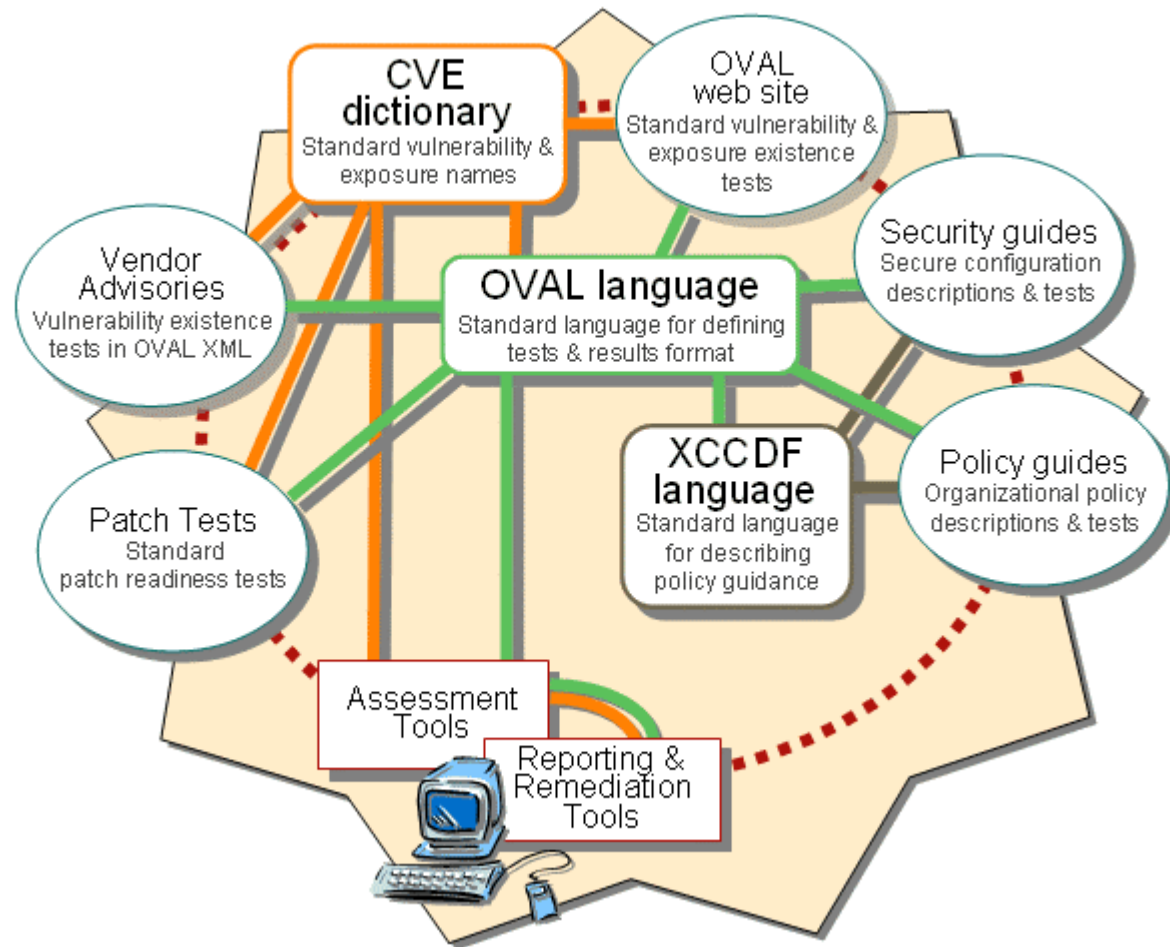 CVE
dictionary
Standard vulnerability &
exposure names
OVAL
web site
Standard vulnerability &
exposure existence
tests
Vendor
Advisories
Vulnerability existence
tests in OVAL XML
OVAL language
Standard language for defining
tests & results format
Security guides
Secure configuration
descriptions & tests
XCCDF
language
Standard language
for describing
policy guidance
Policy guides
Organizational policy
descriptions & tests
Patch Tests
Standard
patch readiness tests
Assessment
Tools
Reporting &
Remediation
Tools